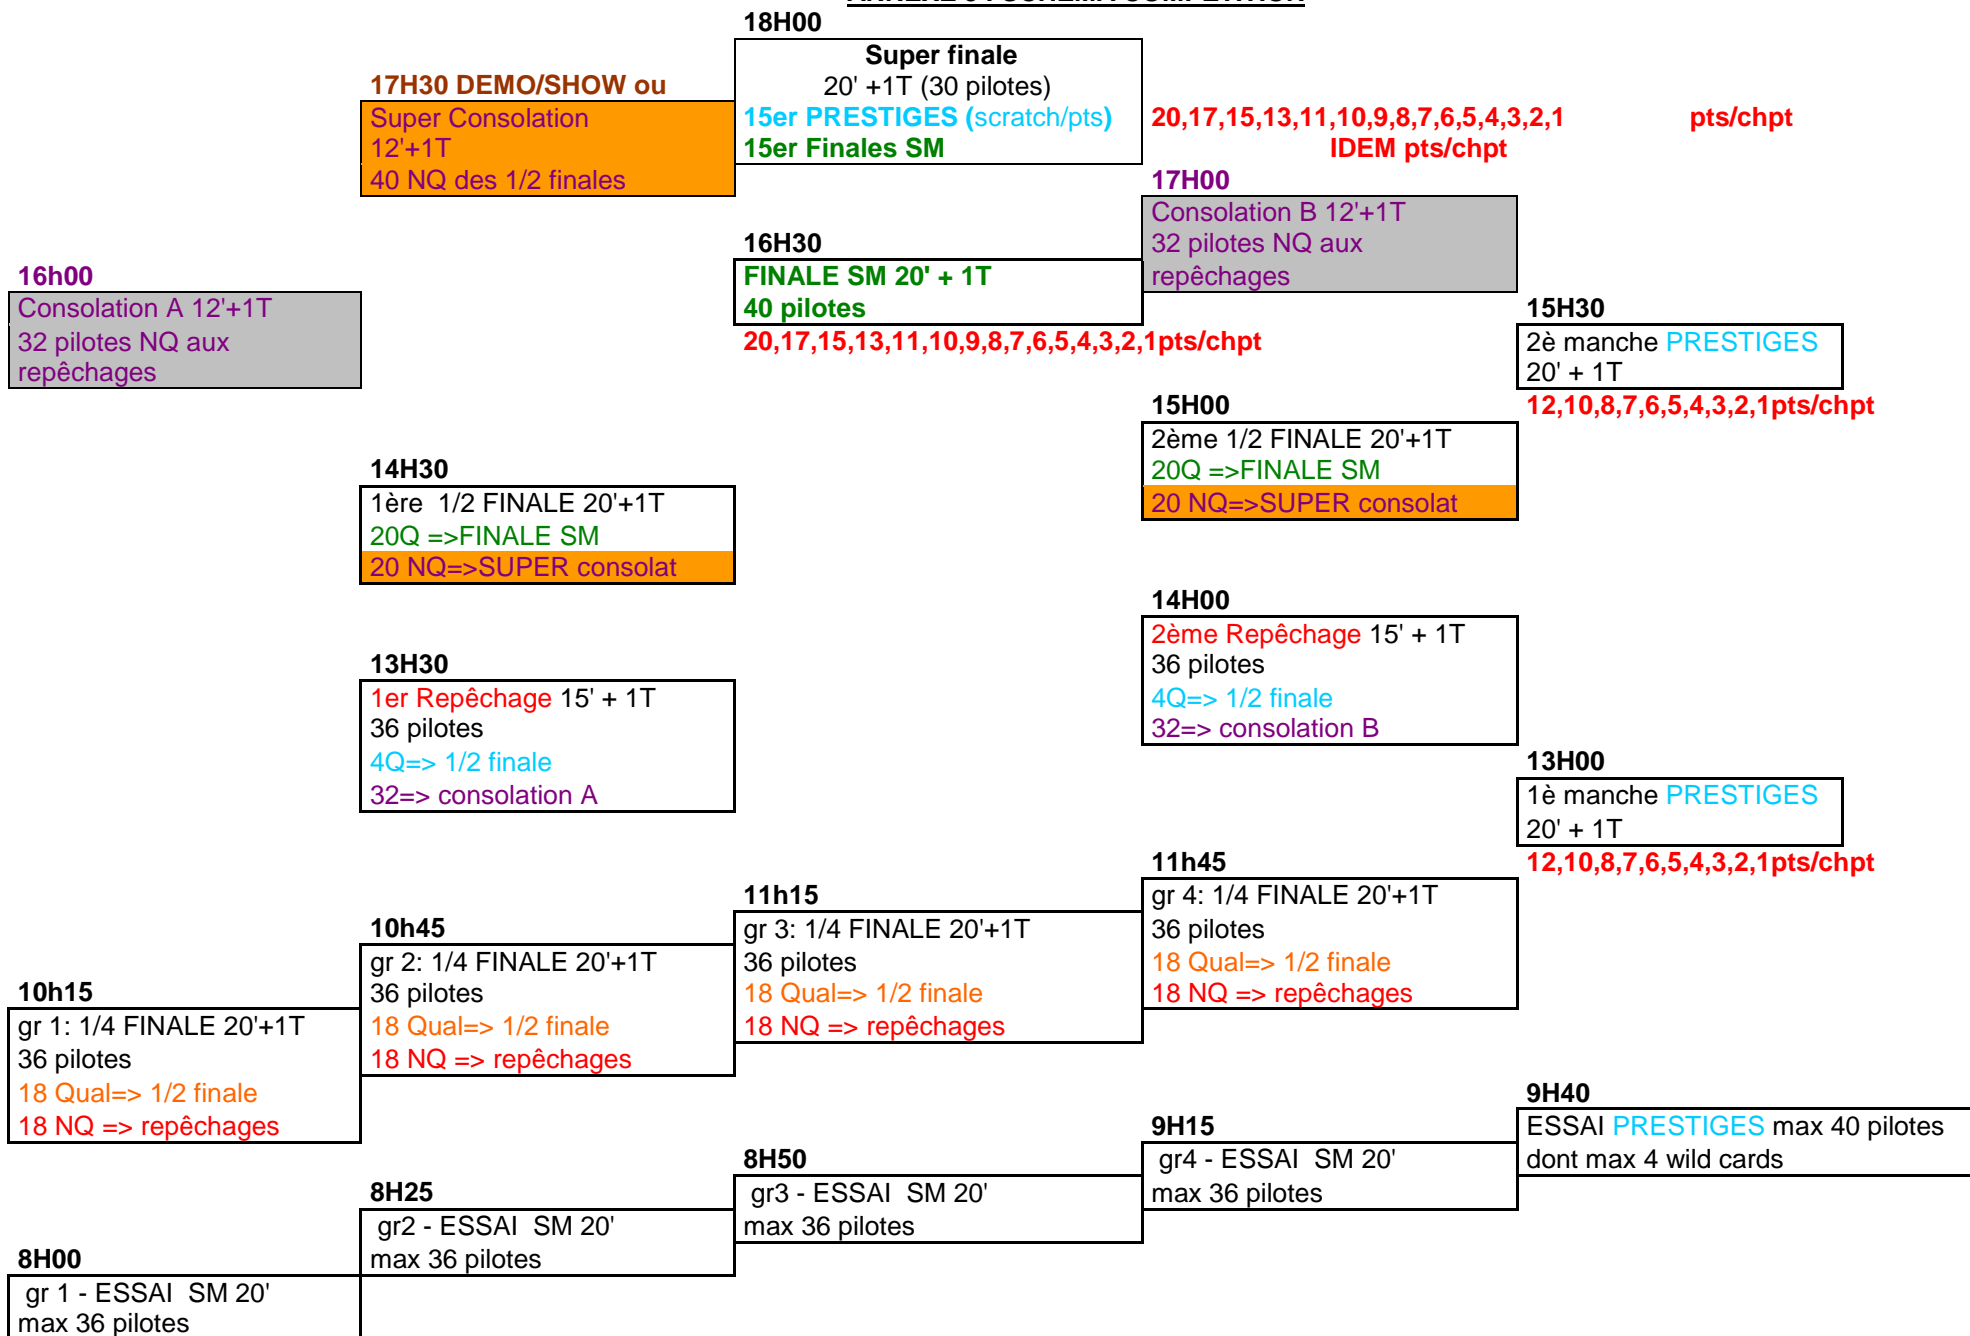 18H00
Super finale
20' +1T (30 pilotes)
15er PRESTIGES (scratch/pts)
15er Finales SM
20,17,15,13,11,10,9,8,7,6,5,4,3,2,1 pts/chpt
IDEM pts/chpt
17H30 DEMO/SHOW ou
Super Consolation
12'+1T
40 NQ des 1/2 finales
17H00
Consolation B 12'+1T
32 pilotes NQ aux
repêchages
16H30
FINALE SM 20' + 1T
40 pilotes
20,17,15,13,11,10,9,8,7,6,5,4,3,2,1pts/chpt
16h00
Consolation A 12'+1T
32 pilotes NQ aux
repêchages
15H30
2è manche PRESTIGES
20' + 1T
12,10,8,7,6,5,4,3,2,1pts/chpt
15H00
2ème 1/2 FINALE 20'+1T
20Q =>FINALE SM
20 NQ=>SUPER consolat
14H30
1ère 1/2 FINALE 20'+1T
20Q =>FINALE SM
20 NQ=>SUPER consolat
14H00
2ème Repêchage 15' + 1T
36 pilotes
4Q=> 1/2 finale
32=> consolation B
13H30
1er Repêchage 15' + 1T
36 pilotes
4Q=> 1/2 finale
32=> consolation A
13H00
1è manche PRESTIGES
20' + 1T
12,10,8,7,6,5,4,3,2,1pts/chpt
11h45
gr 4: 1/4 FINALE 20'+1T
36 pilotes
18 Qual=> 1/2 finale
18 NQ => repêchages
11h15
gr 3: 1/4 FINALE 20'+1T
36 pilotes
18 Qual=> 1/2 finale
18 NQ => repêchages
10h45
gr 2: 1/4 FINALE 20'+1T
36 pilotes
18 Qual=> 1/2 finale
18 NQ => repêchages
10h15
gr 1: 1/4 FINALE 20'+1T
36 pilotes
18 Qual=> 1/2 finale
18 NQ => repêchages
9H40
ESSAI PRESTIGES max 40 pilotes
dont max 4 wild cards
9H15
gr4 - ESSAI SM 20'
max 36 pilotes
8H50
gr3 - ESSAI SM 20'
max 36 pilotes
8H25
gr2 - ESSAI SM 20'
max 36 pilotes
8H00
gr 1 - ESSAI SM 20'
max 36 pilotes